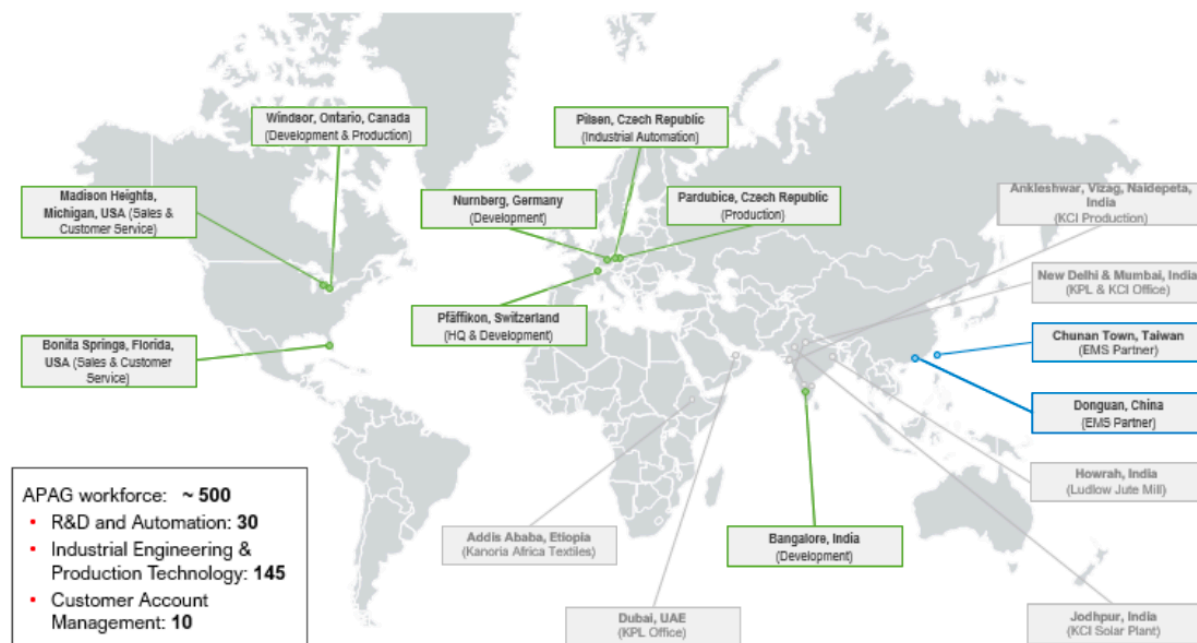 Windsor, Ontario, Canada
(Development & Production)
Pilsen, Czech Republic
(Industrial Automation)
Madison Heights,
Michigan, USA (Sales &
Customer Service)
Nurnberg, Germany
(Development)
Pardubice, Czech Republic
(Production)
Ankleshwar, Vizag, Naidepeta,
India
(KCI Production)
New Delhi & Mumbai, India
(KPL & KCI Office)
Pfäffikon, Switzerland
(HQ & Development)
Bonita Springs, Florida,
USA (Sales & Customer
Service)
Chunan Town, Taiwan
(EMS Partner)
Donguan, China
(EMS Partner)
Howrah, India
(Ludlow Jute Mill)
APAG workforce: ~ 500
• R&D and Automation: 30
• Industrial Engineering &
Production Technology: 145
• Customer Account
Management: 10
Addis Ababa, Etiopia
(Kanoria Africa Textiles)
Bangalore, India
(Development)
Dubai, UAE
(KPL Office)
Jodhpur, India
(KCI Solar Plant)